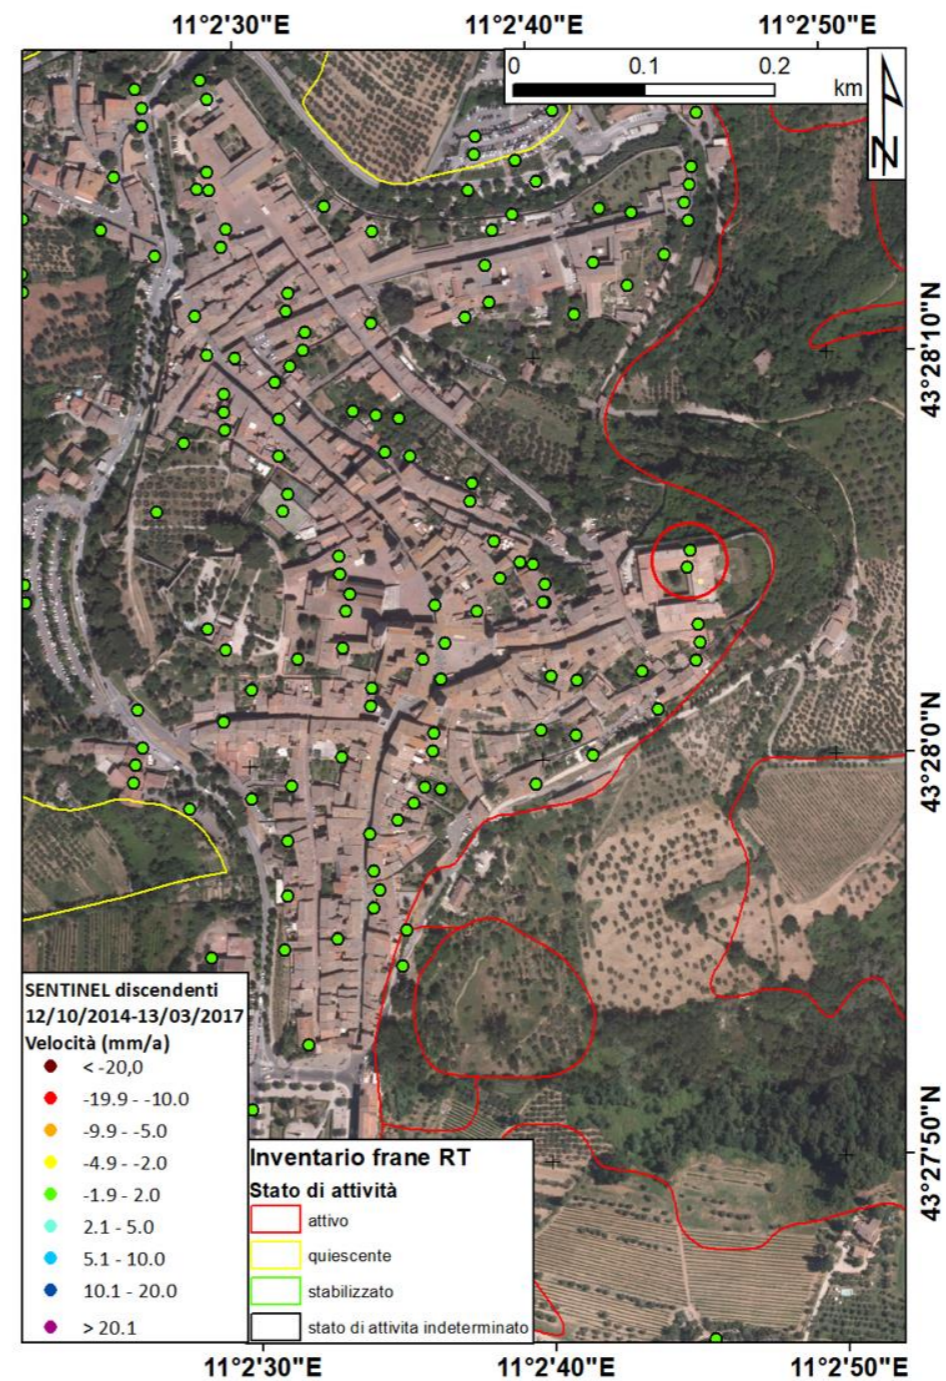 11°2'30"E 11°2'40"E 11°2'50"E
0 0.1 0.2
km
N
43°28'10"N
43°28'0"N
43°27'50"N
SENTINEL discendenti
12/10/2014-13/03/2017
Velocità (mm/a)
< -20,0
-19.9 - -10.0
-9.9 - -5.0
-4.9 - -2.0
-1.9 - 2.0
2.1 - 5.0
5.1 - 10.0
10.1 - 20.0
> 20.1
Inventario frane RT
Stato di attività
attivo
quiescente
stabilizzato
stato di attivita indeterminato
11°2'30"E 11°2'40"E 11°2'50"E